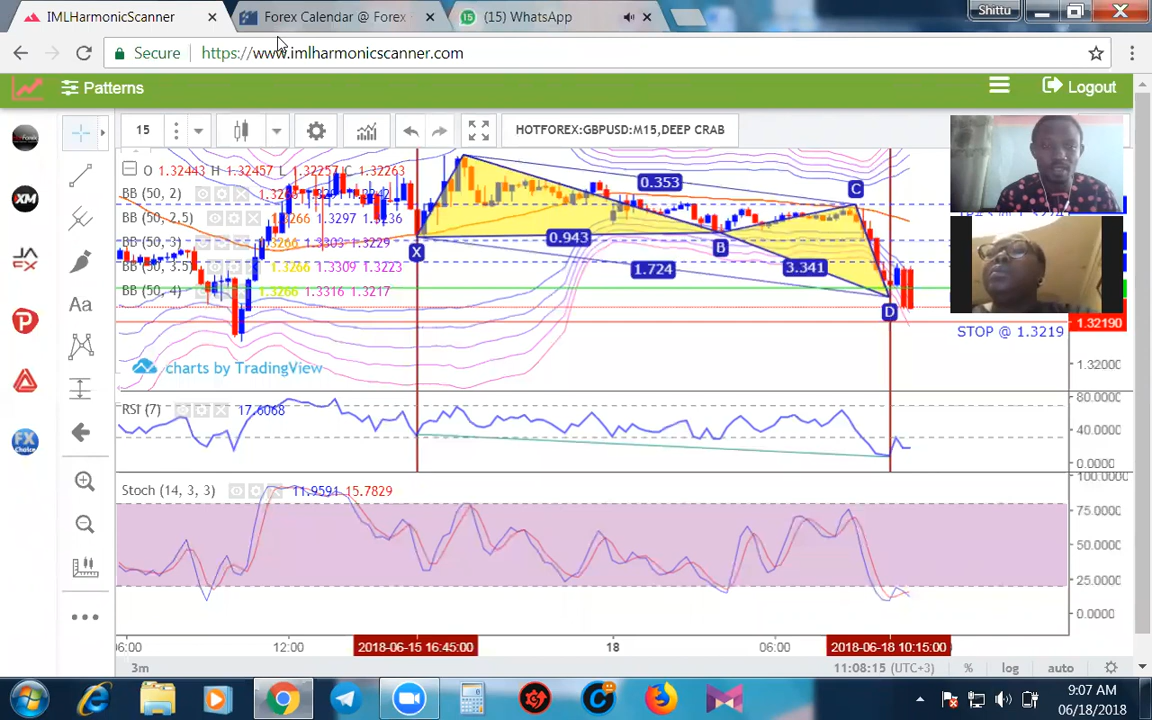 IMLHarmonicScanner
Forex Calendar @ Forex
(15) WhatsApp
Shittu
Secure
https://www.imlharmonicscanner.com
Patterns
Logout
15
HOTFOREX:GBPUSD:M15,DEEP CRAB
O 1.32443 H 1.32457 L 1.32257 C 1.32263
BB (50, 2)
BB (50, 2.5)
1.3266 1.3297 1.3236
BB (50, 3)
1.3266 1.3303 1.3229
BB (50, 3.5)
1.3266 1.3309 1.3223
BB (50, 4)
1.3266 1.3316 1.3217
0.353
C
0.943
X
B
1.724
3.341
D
1.32190
STOP @ 1.3219
1.32000
charts by TradingView
RSI (7)
17.6068
80.0000
40.0000
0.0000
Stoch (14, 3, 3)
11.9591 15.7829
100.0000
75.0000
50.0000
25.0000
0.0000
06:00
12:00
2018-06-15 16:45:00
18
06:00
2018-06-18 10:15:00
3m
11:08:15 (UTC+3)
%
log
auto
Aa
XM
FX
Choice
9:07 AM
06/18/2018